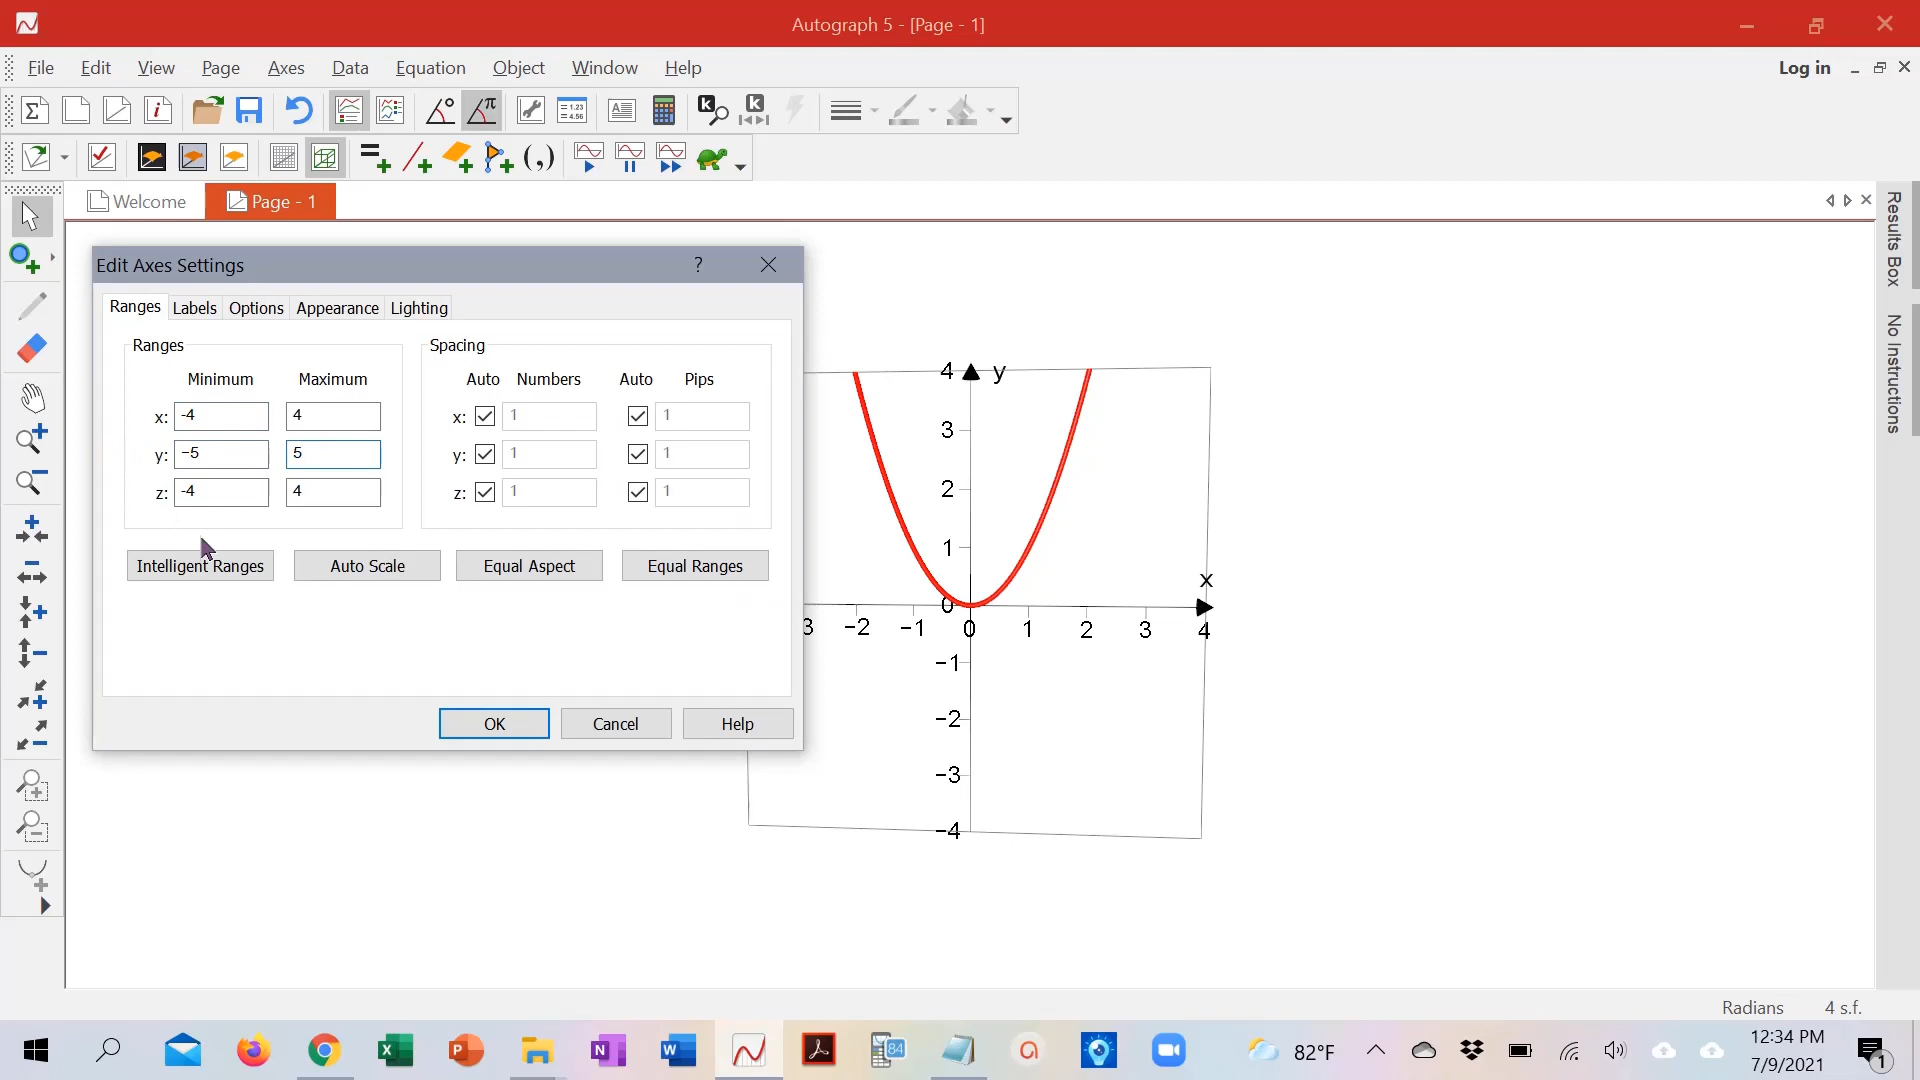 Autograph 5 - [Page - 1]
File Edit View Page Axes Data Equation Object Window Help Log in
Welcome Page - 1
Results Box
No Instructions
Edit Axes Settings ?
Ranges Labels Options Appearance Lighting
Ranges Spacing
Minimum Maximum Auto Numbers Auto Pips
x: -4 4 x: 1 1
y: −5 5 y: 1 1
z: -4 4 z: 1 1
Intelligent Ranges Auto Scale Equal Aspect Equal Ranges
OK Cancel Help
4 y
3
2
1
x
0
3 −2 −1 0 1 2 3 4
−1
−2
−3
−4
Radians 4 s.f.
84 82°F 12:34 PM
7/9/2021 1